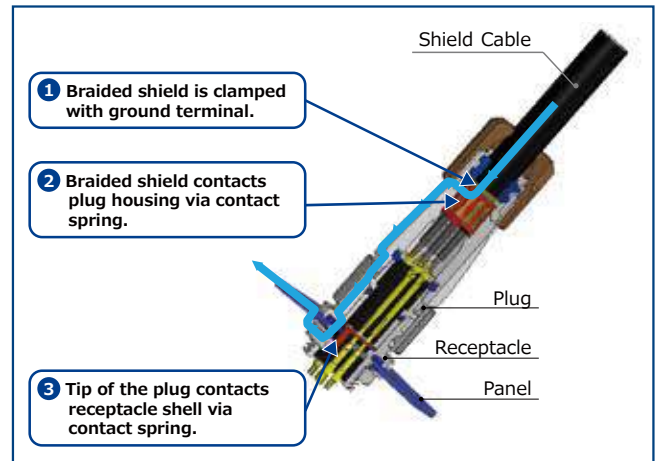 Shield Cable
1 Braided shield is clamped
with ground terminal.
2 Braided shield contacts
plug housing via contact
spring.
Plug
Receptacle
Panel
3 Tip of the plug contacts
receptacle shell via
contact spring.